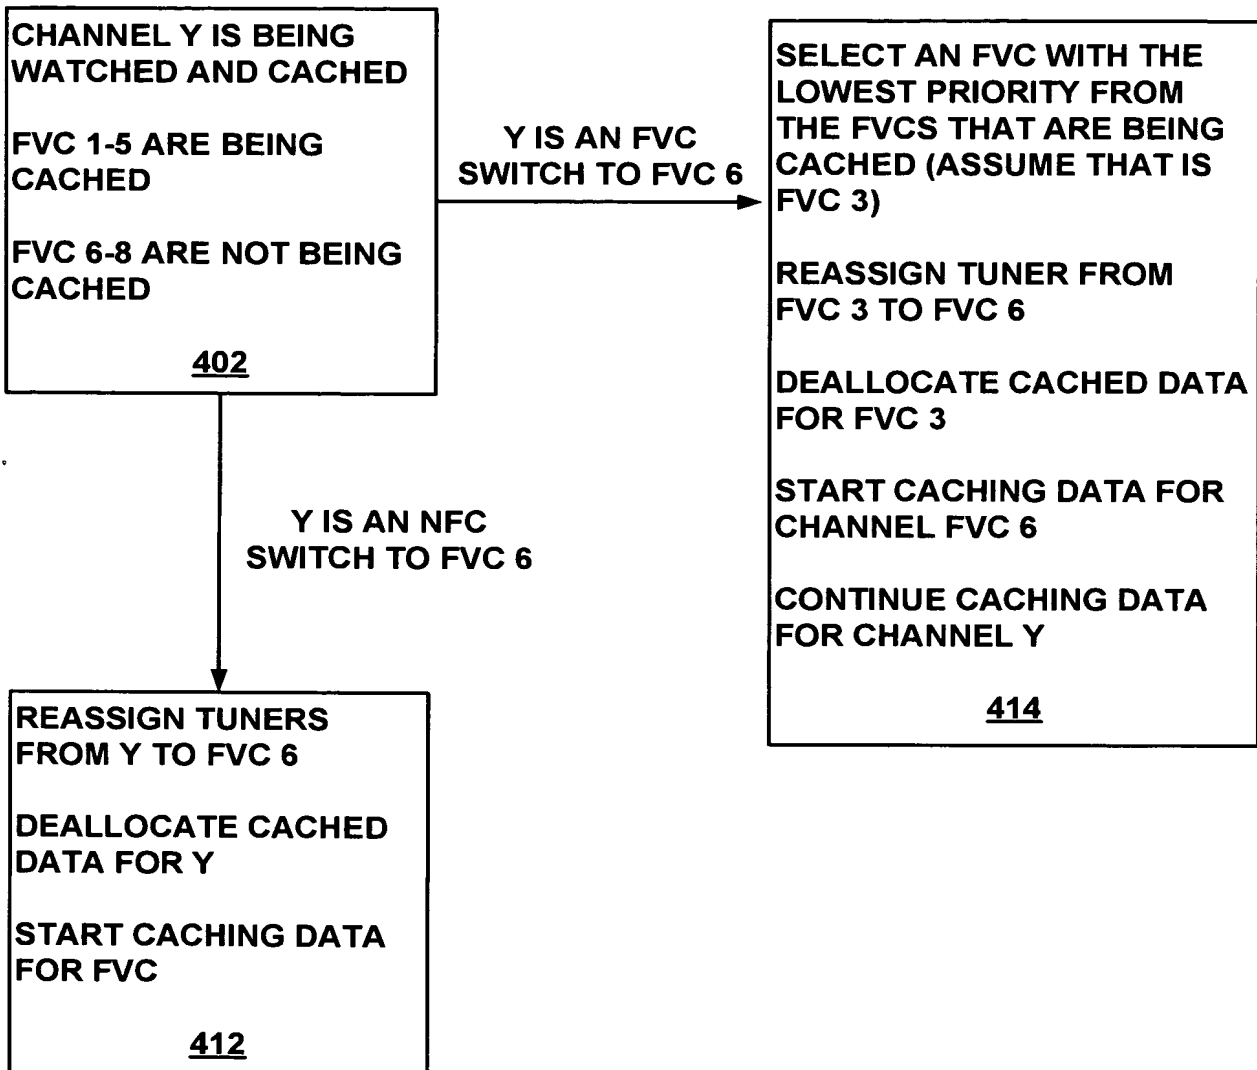 CHANNEL Y IS BEING
WATCHED AND CACHED
FVC 1-5 ARE BEING
CACHED
FVC 6-8 ARE NOT BEING
CACHED
402
Y IS AN FVC
SWITCH TO FVC 6
SELECT AN FVC WITH THE
LOWEST PRIORITY FROM
THE FVCS THAT ARE BEING
CACHED (ASSUME THAT IS
FVC 3)
REASSIGN TUNER FROM
FVC 3 TO FVC 6
DEALLOCATE CACHED DATA
FOR FVC 3
START CACHING DATA FOR
CHANNEL FVC 6
CONTINUE CACHING DATA
FOR CHANNEL Y
414
Y IS AN NFC
SWITCH TO FVC 6
REASSIGN TUNERS
FROM Y TO FVC 6
DEALLOCATE CACHED
DATA FOR Y
START CACHING DATA
FOR FVC
412